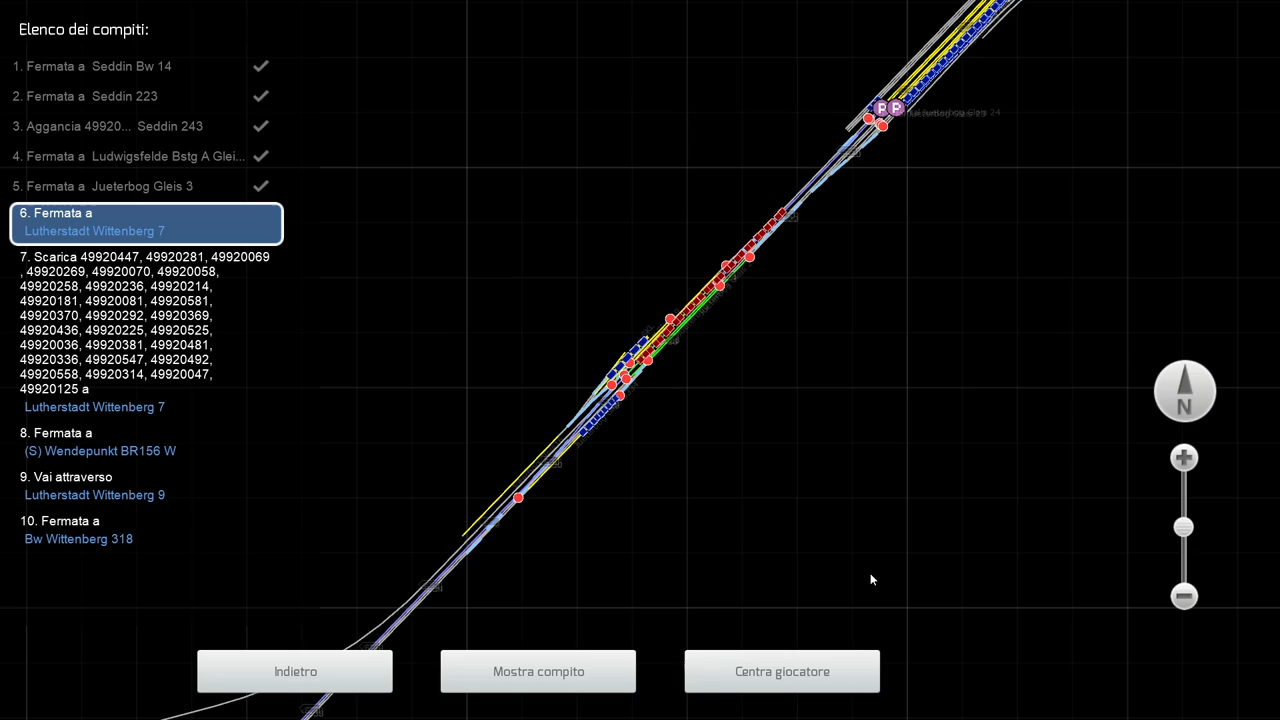 Elenco dei compiti:
1. Fermata a  Seddin Bw 14
2. Fermata a  Seddin 223
3. Aggancia 49920...  Seddin 243
4. Fermata a  Ludwigsfelde Bstg A Glei...
5. Fermata a  Jueterbog Gleis 3
6. Fermata a
Lutherstadt Wittenberg 7
7. Scarica 49920447, 49920281, 49920069
, 49920269, 49920070, 49920058,
49920258, 49920236, 49920214,
49920181, 49920081, 49920581,
49920370, 49920292, 49920369,
49920436, 49920225, 49920525,
49920036, 49920381, 49920481,
49920336, 49920547, 49920492,
49920558, 49920314, 49920047,
49920125 a
Lutherstadt Wittenberg 7
8. Fermata a
(S) Wendepunkt BR156 W
9. Vai attraverso
Lutherstadt Wittenberg 9
10. Fermata a
Bw Wittenberg 318
P P
N
Indietro
Mostra compito
Centra giocatore